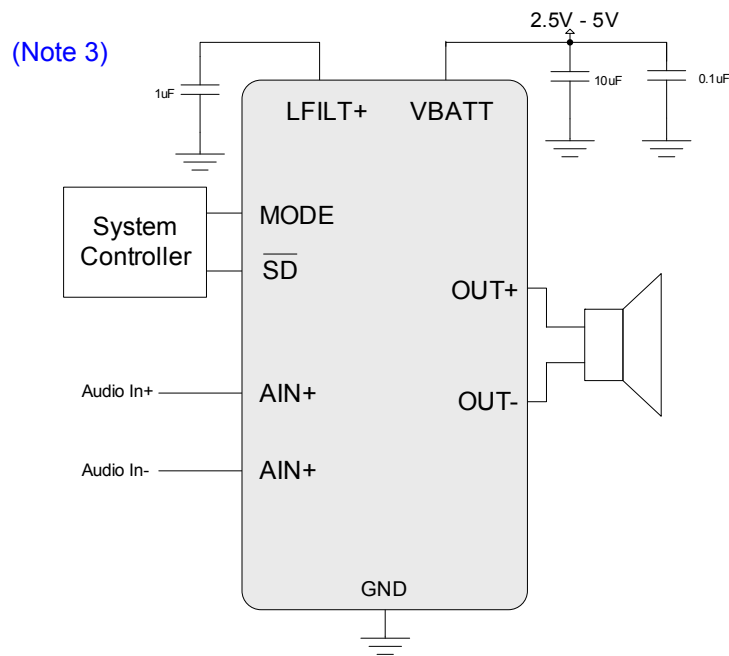 2.5V - 5V
(Note 3)
1uF
10uF
0.1uF
LFILT+
VBATT
System
Controller
MODE
SD
OUT+
Audio In+
AIN+
OUT-
Audio In-
AIN+
GND